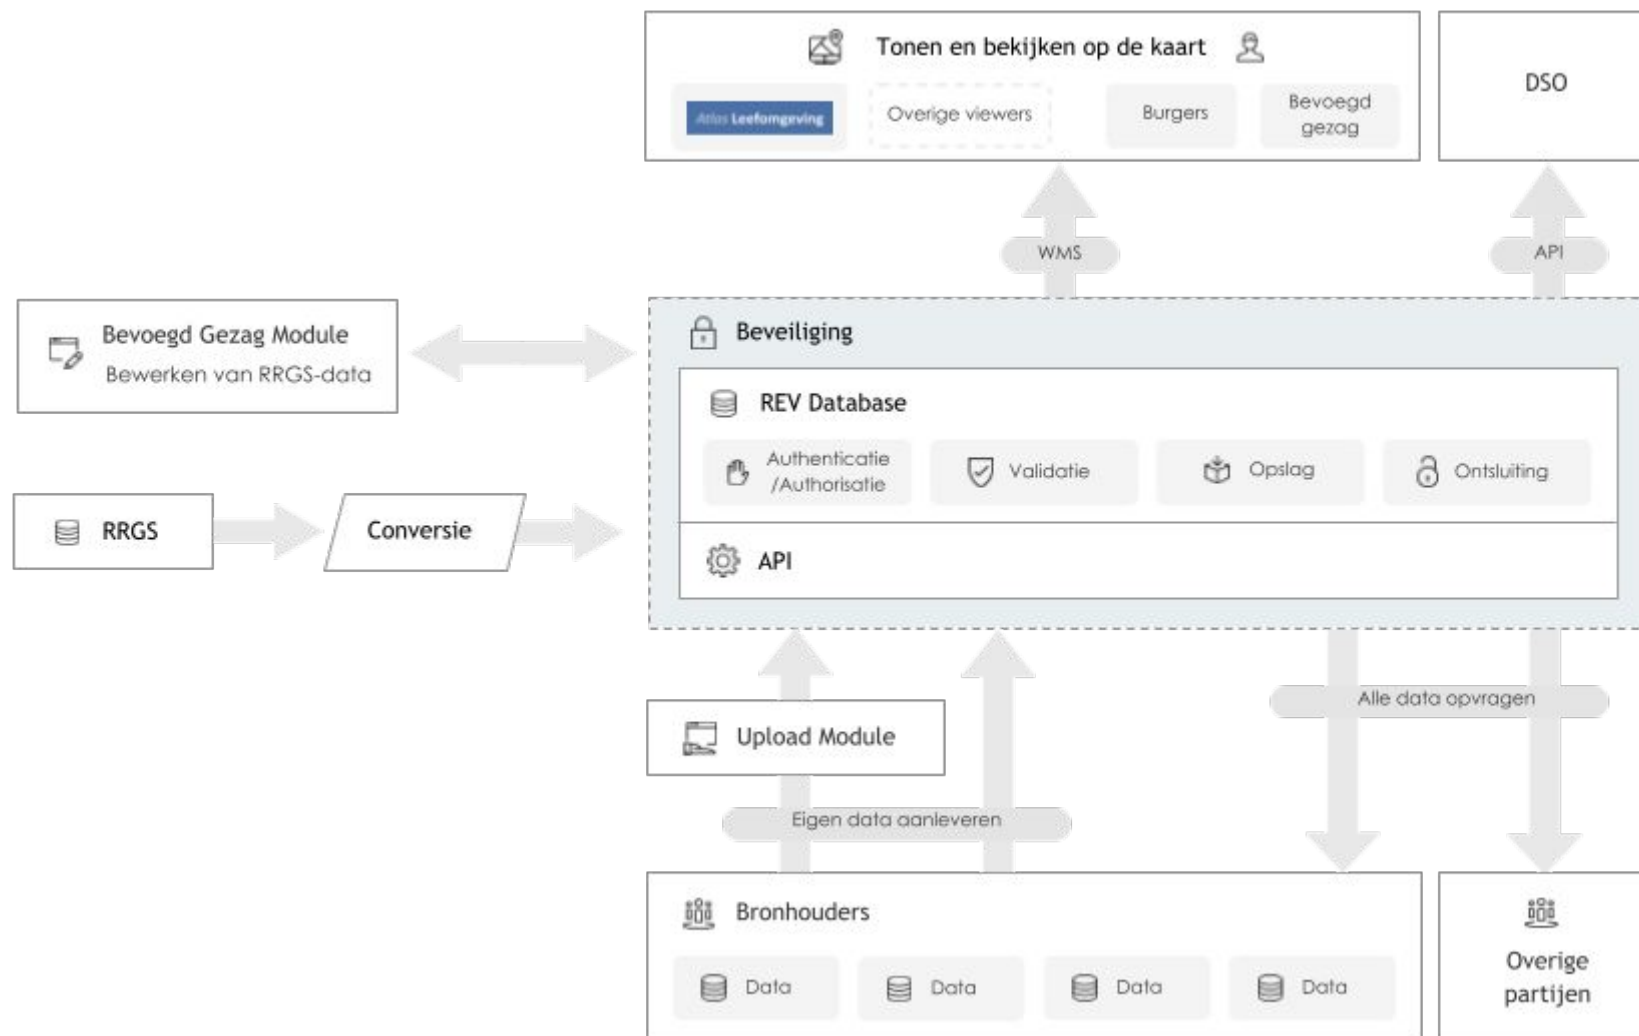 Tonen en bekijken op de kaart
Atlas Leefomgeving
Overige viewers
Burgers
Bevoegd
gezag
DSO
WMS
API
Bevoegd Gezag Module
Bewerken van RRGS-data
Beveiliging
REV Database
Authenticatie
/Authorisatie
Validatie
Opslag
Ontsluiting
RRGS
Conversie
API
Alle data opvragen
Upload Module
Eigen data aanleveren
Bronhouders
Data
Data
Data
Data
Overige
partijen